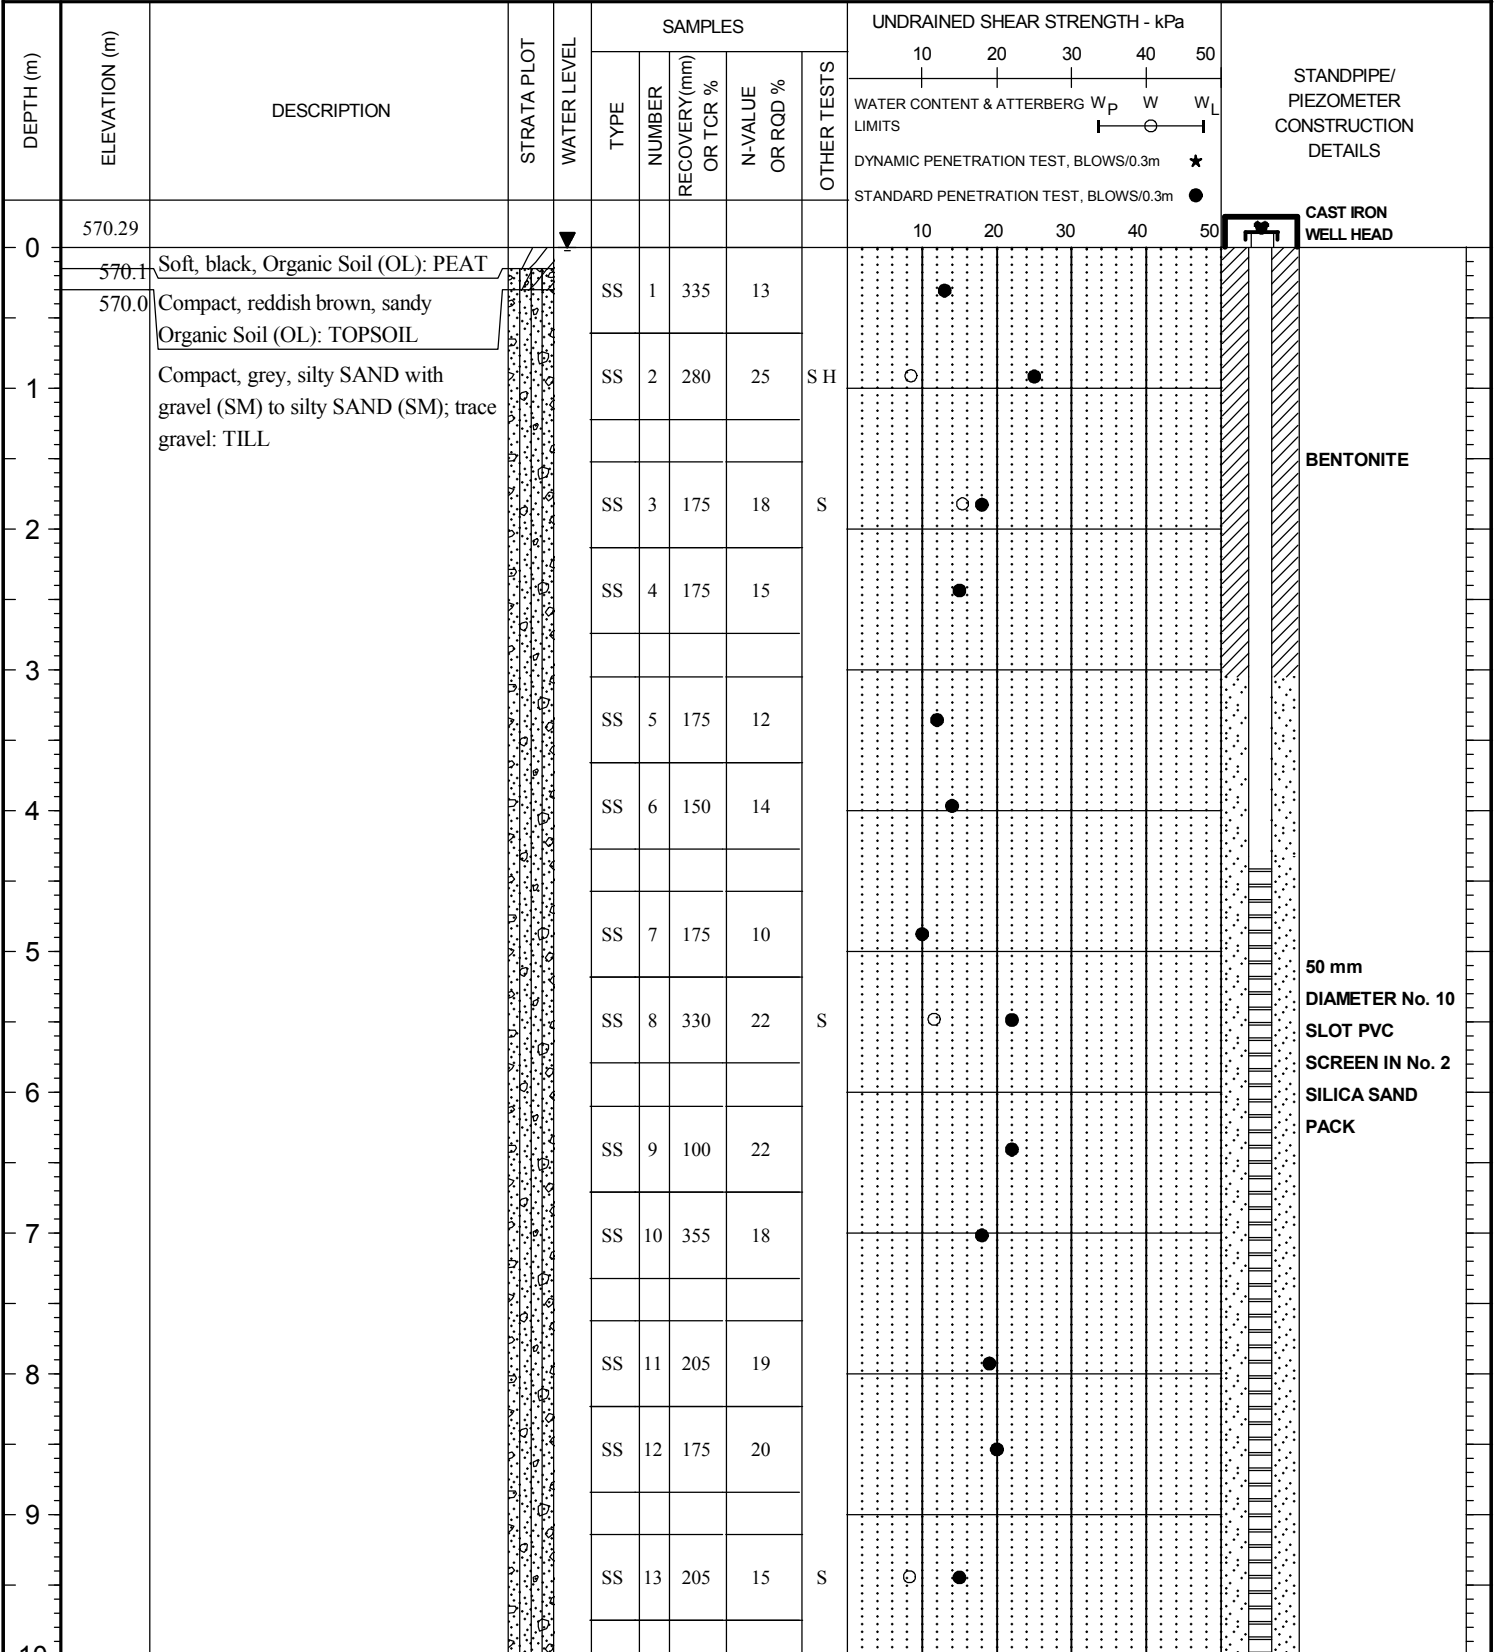 DEPTH (m)
ELEVATION (m)
DESCRIPTION
STRATA PLOT
WATER LEVEL
SAMPLES
TYPE
NUMBER
RECOVERY(mm)
OR TCR %
N-VALUE
OR RQD %
OTHER TESTS
UNDRAINED SHEAR STRENGTH - kPa
10 20 30 40 50
WATER CONTENT & ATTERBERG
LIMITS
WP W WL
DYNAMIC PENETRATION TEST, BLOWS/0.3m ★
STANDARD PENETRATION TEST, BLOWS/0.3m ●
10 20 30 40 50
STANDPIPE/
PIEZOMETER
CONSTRUCTION
DETAILS
CAST IRON
WELL HEAD
570.29
0
570.1 Soft, black, Organic Soil (OL): PEAT
570.0 Compact, reddish brown, sandy
Organic Soil (OL): TOPSOIL
Compact, grey, silty SAND with
gravel (SM) to silty SAND (SM); trace
gravel: TILL
SS 1 335 13
SS 2 280 25 S H
1
BENTONITE
SS 3 175 18 S
2
SS 4 175 15
3
SS 5 175 12
SS 6 150 14
4
SS 7 175 10
5
50 mm
DIAMETER No. 10
SLOT PVC
SCREEN IN No. 2
SILICA SAND
PACK
SS 8 330 22 S
6
SS 9 100 22
SS 10 355 18
7
SS 11 205 19
8
SS 12 175 20
9
SS 13 205 15 S
10